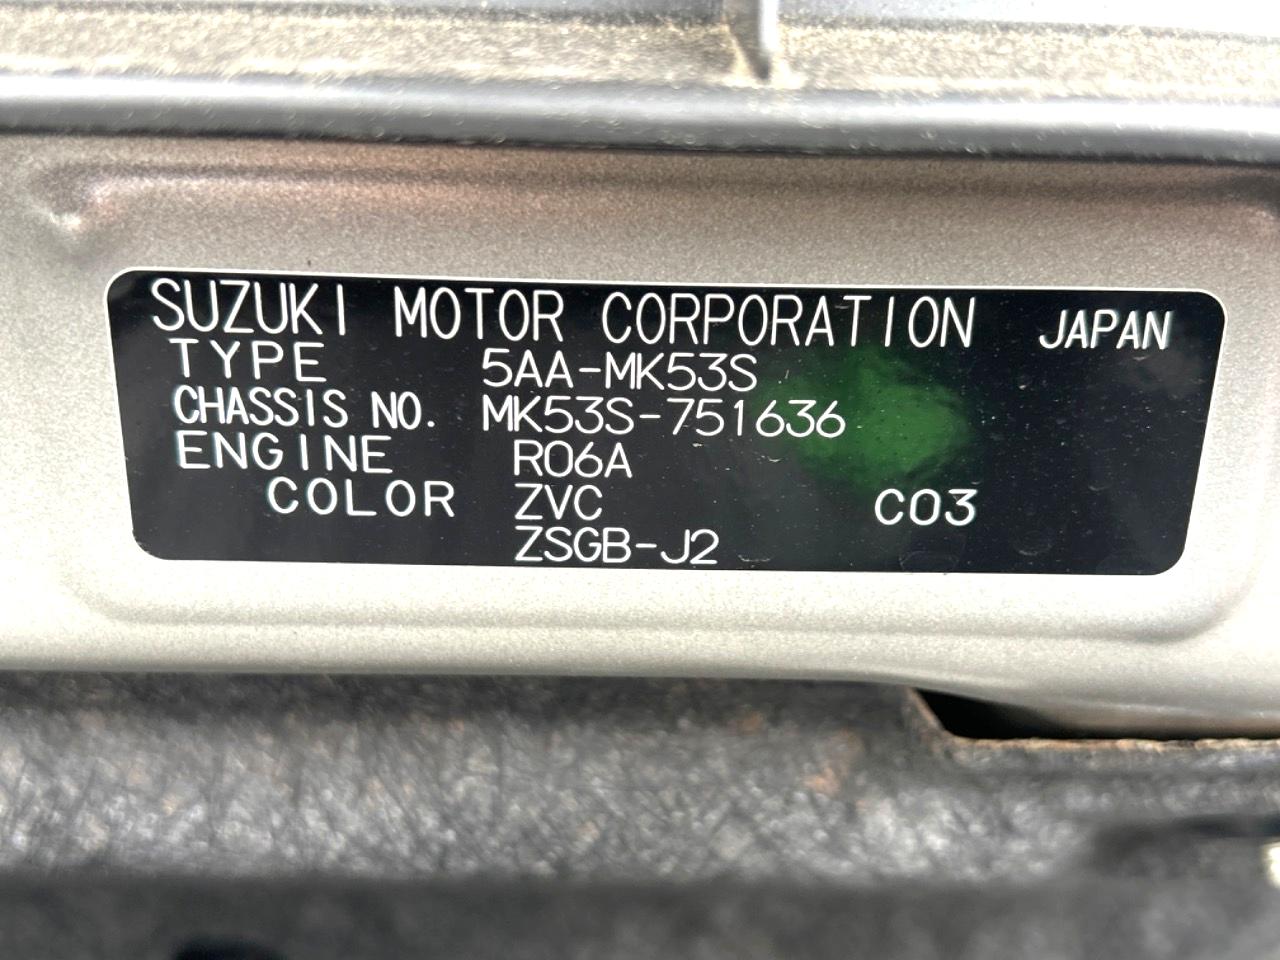 SUZUKI MOTOR CORPORATION JAPAN
TYPE 5AA-MK53S
CHASSIS NO. MK53S-751636
ENGINE R06A
COLOR ZVC C03
ZSGB-J2